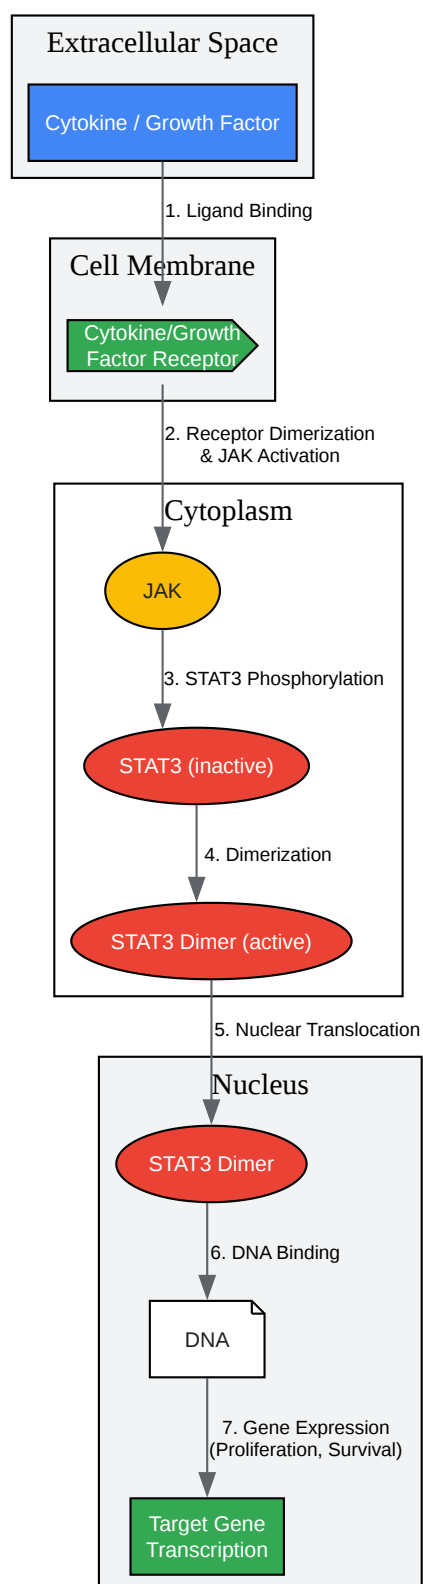 Extracellular Space
Cytokine / Growth Factor
1. Ligand Binding
Cell Membrane
Cytokine/Growth
Factor Receptor
2. Receptor Dimerization
& JAK Activation
Cytoplasm
JAK
3. STAT3 Phosphorylation
STAT3 (inactive)
4. Dimerization
STAT3 Dimer (active)
5. Nuclear Translocation
Nucleus
STAT3 Dimer
6. DNA Binding
DNA
7. Gene Expression
(Proliferation, Survival)
Target Gene
Transcription